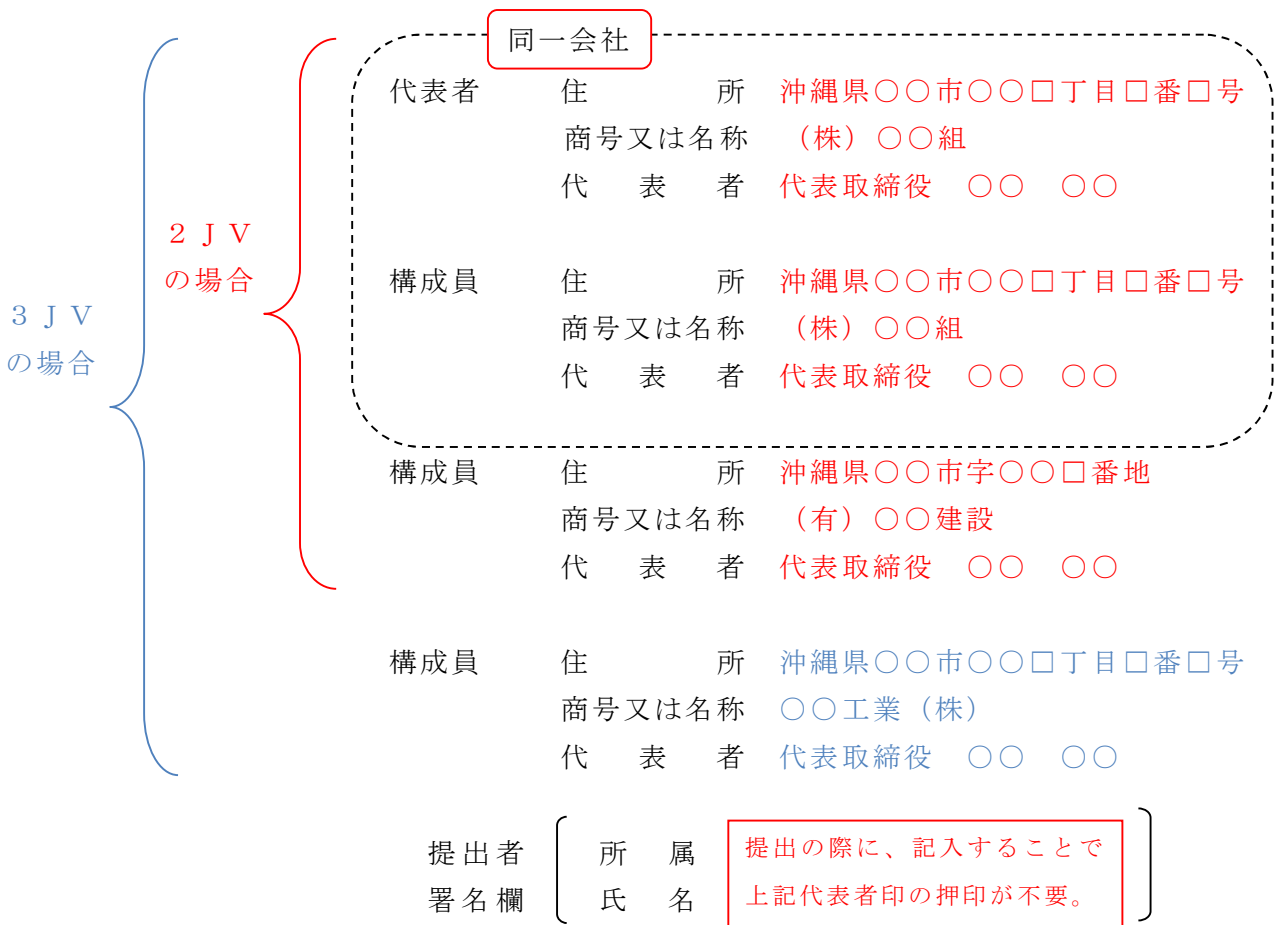 同一会社
代表者　住　　　所　沖縄県○○市○○□丁目□番□号
商号又は名称　（株）○○組
代　表　者　代表取締役　○○　○○
２ＪＶ
の場合
構成員　住　　　所　沖縄県○○市○○□丁目□番□号
商号又は名称　（株）○○組
代　表　者　代表取締役　○○　○○
３ＪＶ
の場合
構成員　住　　　所　沖縄県○○市字○○□番地
商号又は名称　（有）○○建設
代　表　者　代表取締役　○○　○○
構成員　住　　　所　沖縄県○○市○○□丁目□番□号
商号又は名称　○○工業（株）
代　表　者　代表取締役　○○　○○
提出者　所　属　提出の際に、記入することで
署名欄　氏　名　上記代表者印の押印が不要。